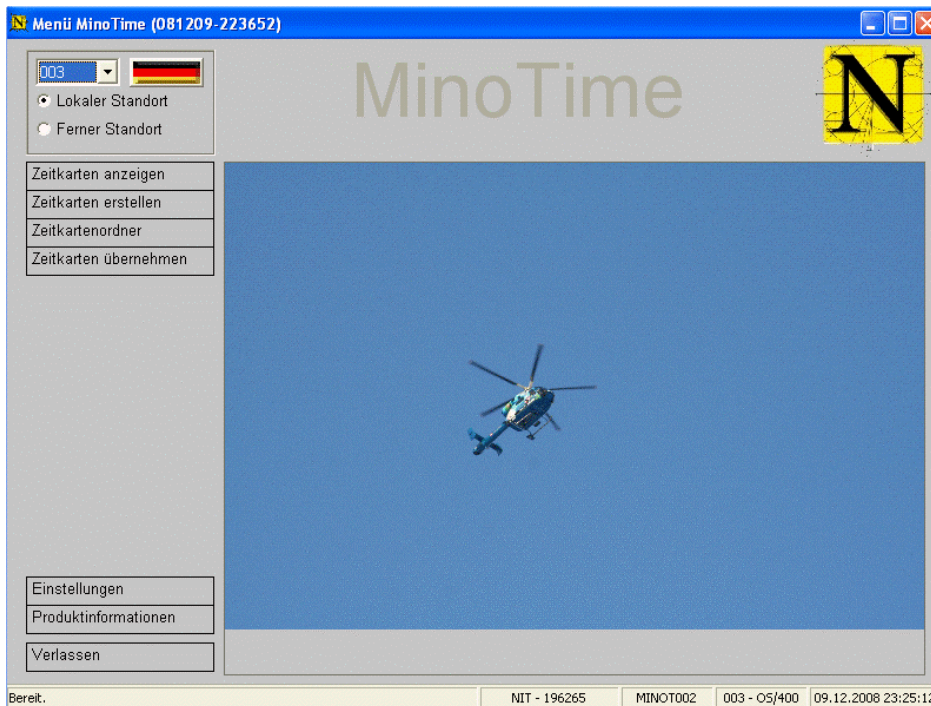 Menü MinoTime (081209-223652)
003
Lokaler Standort
Ferner Standort
MinoTime
N
Zeitkarten anzeigen
Zeitkarten erstellen
Zeitkartenordner
Zeitkarten übernehmen
Einstellungen
Produktinformationen
Verlassen
Bereit.
NIT - 196265
MINOT002
003 - OS/400
09.12.2008 23:25:12